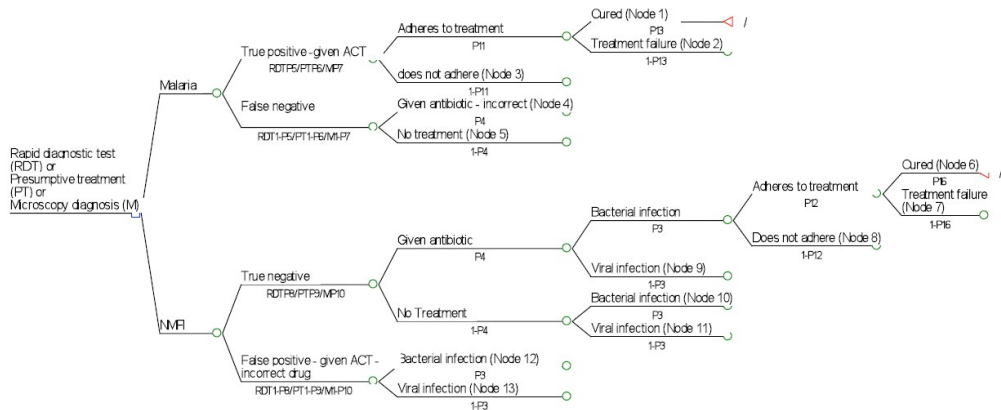 Cured (Node 1)
P13
/
Adheres to treatment
P11
Treatment failure (Node 2)
1-P13
True positive - given ACT
RDTP5/PTP6/MP7
does not adhere (Node 3)
1-P11
Malaria
False negative
RDT1-P5/PT1-P6/M1-P7
Given antibiotic - incorrect (Node 4)
P4
No treatment (Node 5)
1-P4
Rapid diagnostic test
(RDT) or
Presumptive treatment
(PT) or
Microscopy diagnosis (M)
Cured (Node 6)
P16
/
Adheres to treatment
P12
Treatment failure
(Node 7)
1-P16
Bacterial infection
P3
Does not adhere (Node 8)
1-P12
Given antibiotic
P4
Viral infection (Node 9)
1-P3
True negative
RDTP8/PTP9/MP10
No Treatment
1-P4
Bacterial infection (Node 10)
P3
Viral infection (Node 11)
1-P3
NMFI
False positive - given ACT -
incorrect drug
RDT1-P8/PT1-P9/M1-P10
Bacterial infection (Node 12)
P3
Viral infection (Node 13)
1-P3